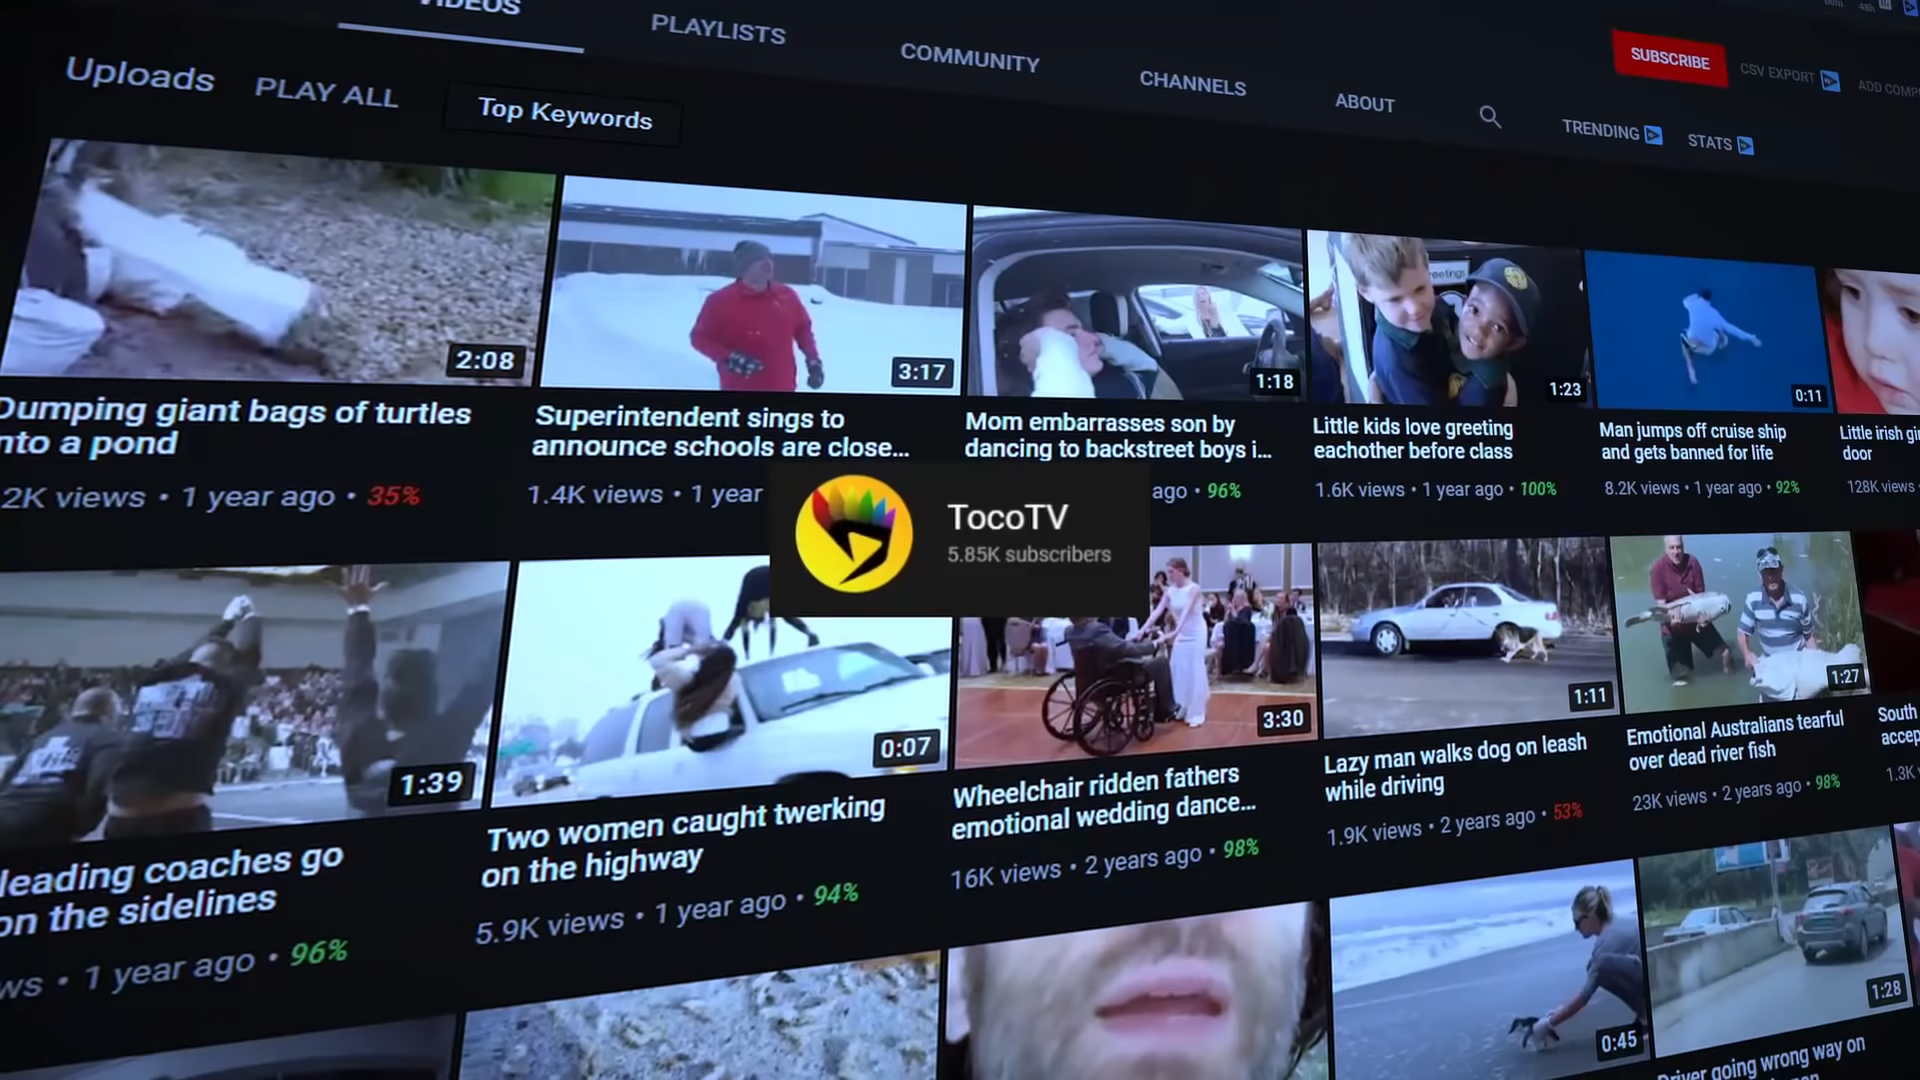 VIDEOS
PLAYLISTS
COMMUNITY
CHANNELS
ABOUT
SUBSCRIBE
CSV EXPORT
TRENDING
STATS
Uploads
PLAY ALL
Top Keywords
2:08
3:17
1:18
1:23
0:11
Dumping giant bags of turtles
nto a pond
2K views • 1 year ago • 35%
Superintendent sings to
announce schools are close...
1.4K views • 1 year
Mom embarrasses son by
dancing to backstreet boys i...
ago • 96%
greetings
Little kids love greeting
eachother before class
1.6K views • 1 year ago • 100%
Man jumps off cruise ship
and gets banned for life
8.2K views • 1 year ago • 92%
Little irish gi
door
128K views
TocoTV
5.85K subscribers
1:39
0:07
3:30
1:11
1:27
leading coaches go
on the sidelines
ws • 1 year ago • 96%
Two women caught twerking
on the highway
5.9K views • 1 year ago • 94%
Wheelchair ridden fathers
emotional wedding dance...
16K views • 2 years ago • 98%
Lazy man walks dog on leash
while driving
1.9K views • 2 years ago • 53%
Emotional Australians tearful
over dead river fish
23K views • 2 years ago • 98%
South
accep
1.3K
0:45
1:28
Driver going wrong way on